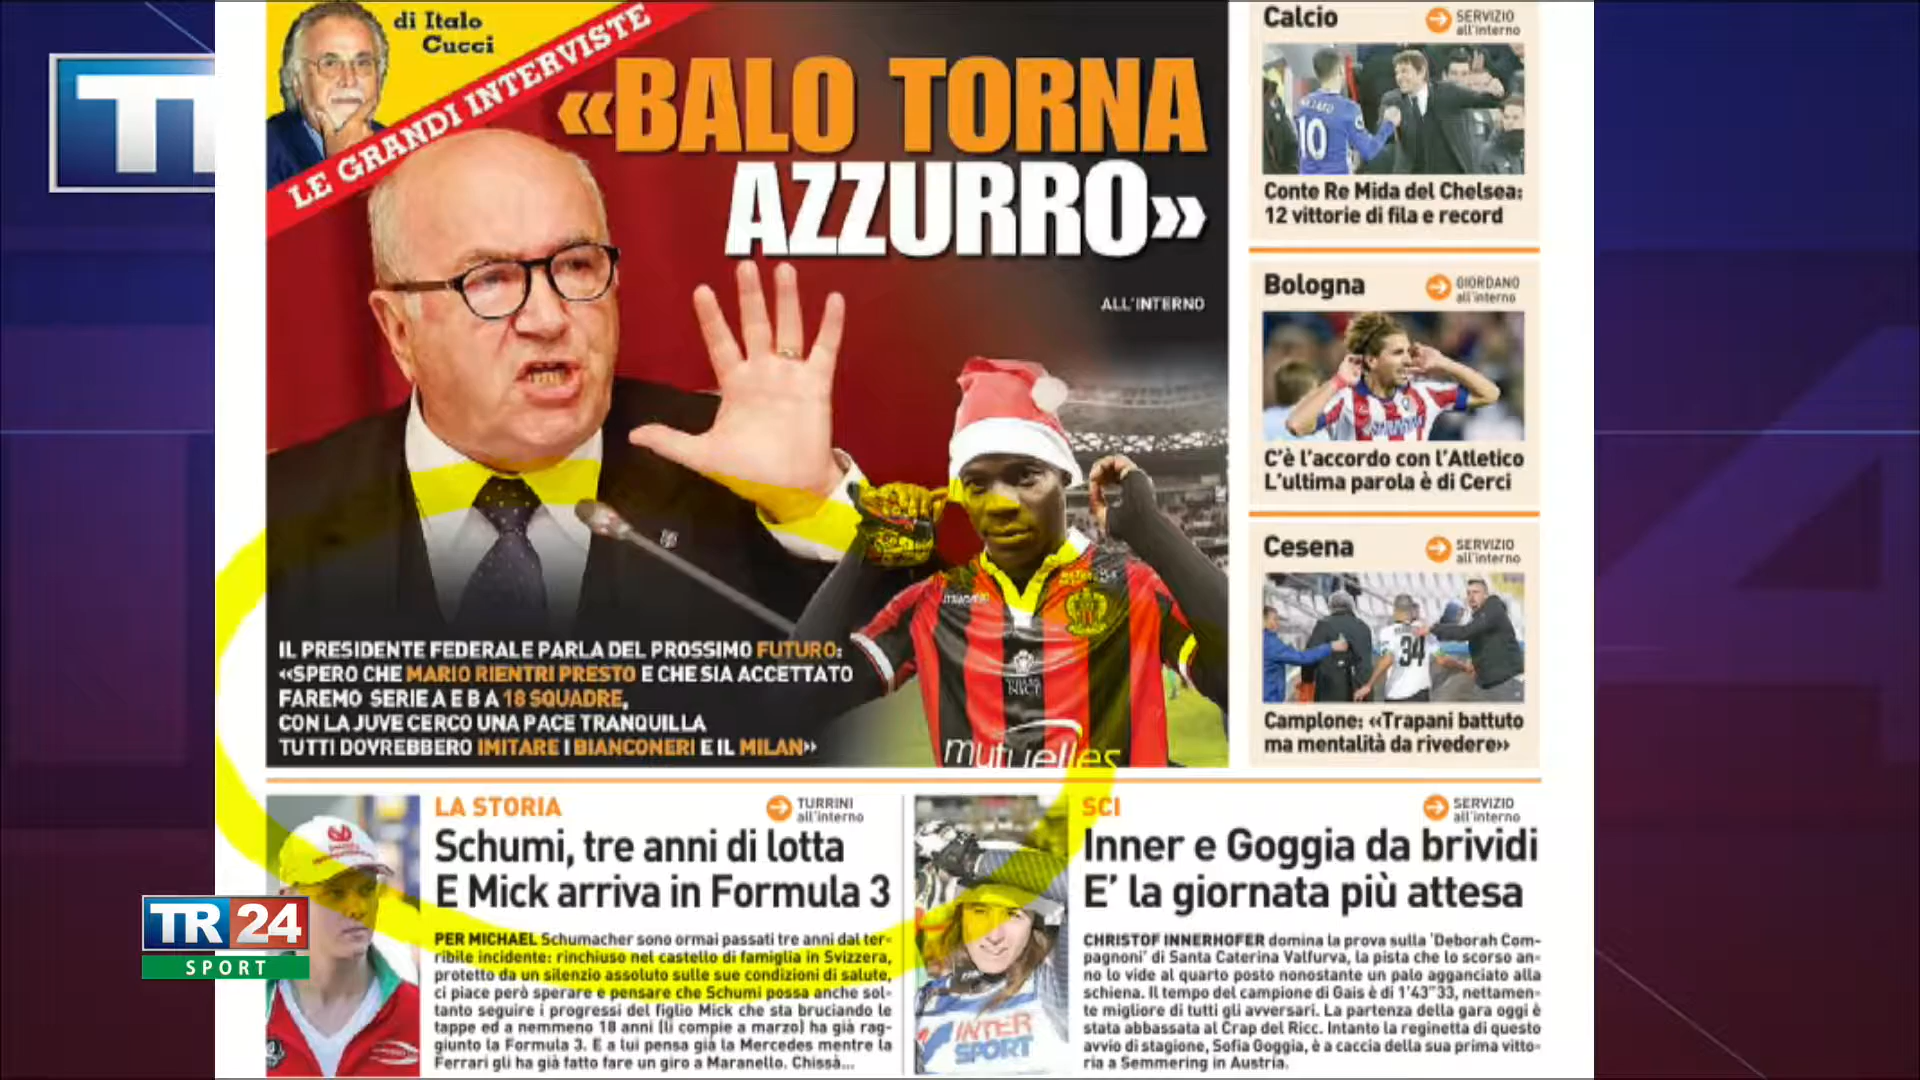 di Italo
Cucci
LE GRANDI INTERVISTE
«BALO TORNA
AZZURRO»
ALL'INTERNO
IL PRESIDENTE FEDERALE PARLA DEL PROSSIMO FUTURO:
«SPERO CHE MARIO RIENTRI PRESTO E CHE SIA ACCETTATO
FAREMO SERIE A E B A 18 SQUADRE,
CON LA JUVE CERCO UNA PACE TRANQUILLA
TUTTI DOVREBBERO IMITARE I BIANCONERI E IL MILAN»
mutuelles
Calcio
SERVIZIO
all'interno
10
Conte Re Mida del Chelsea:
12 vittorie di fila e record
Bologna
GIORDANO
all'interno
C'è l'accordo con l'Atletico
L'ultima parola è di Cerci
Cesena
SERVIZIO
all'interno
34
Camplone: «Trapani battuto
ma mentalità da rivedere»
LA STORIA
TURRINI
all'interno
Schumi, tre anni di lotta
E Mick arriva in Formula 3
PER MICHAEL Schumacher sono ormai passati tre anni dal ter-
ribile incidente: rinchiuso nel castello di famiglia in Svizzera,
protetto da un silenzio assoluto sulle sue condizioni di salute,
ci piace però sperare e pensare che Schumi possa anche sol-
tanto seguire i progressi del figlio Mick che sta bruciando le
tappe ed a nemmeno 18 anni (li compie a marzo) ha già rag-
giunto la Formula 3. E a lui pensa già la Mercedes mentre la
Ferrari gli ha già fatto fare un giro a Maranello. Chissà...
SCI
SERVIZIO
all'interno
Inner e Goggia da brividi
E' la giornata più attesa
CHRISTOF INNERHOFER domina la prova sulla 'Deborah Com-
pagnoni' di Santa Caterina Valfurva, la pista che lo scorso an-
no lo vide al quarto posto nonostante un palo agganciato alla
schiena. Il tempo del campione di Gais è di 1'43"33, nettamen-
te migliore di tutti gli avversari. La partenza della gara oggi è
stata abbassata al Crap del Ricc. Intanto la reginetta di questo
avvio di stagione, Sofia Goggia, è a caccia della sua prima vitto-
ria a Semmering in Austria.
INTER
SPORT
TR 24
SPORT